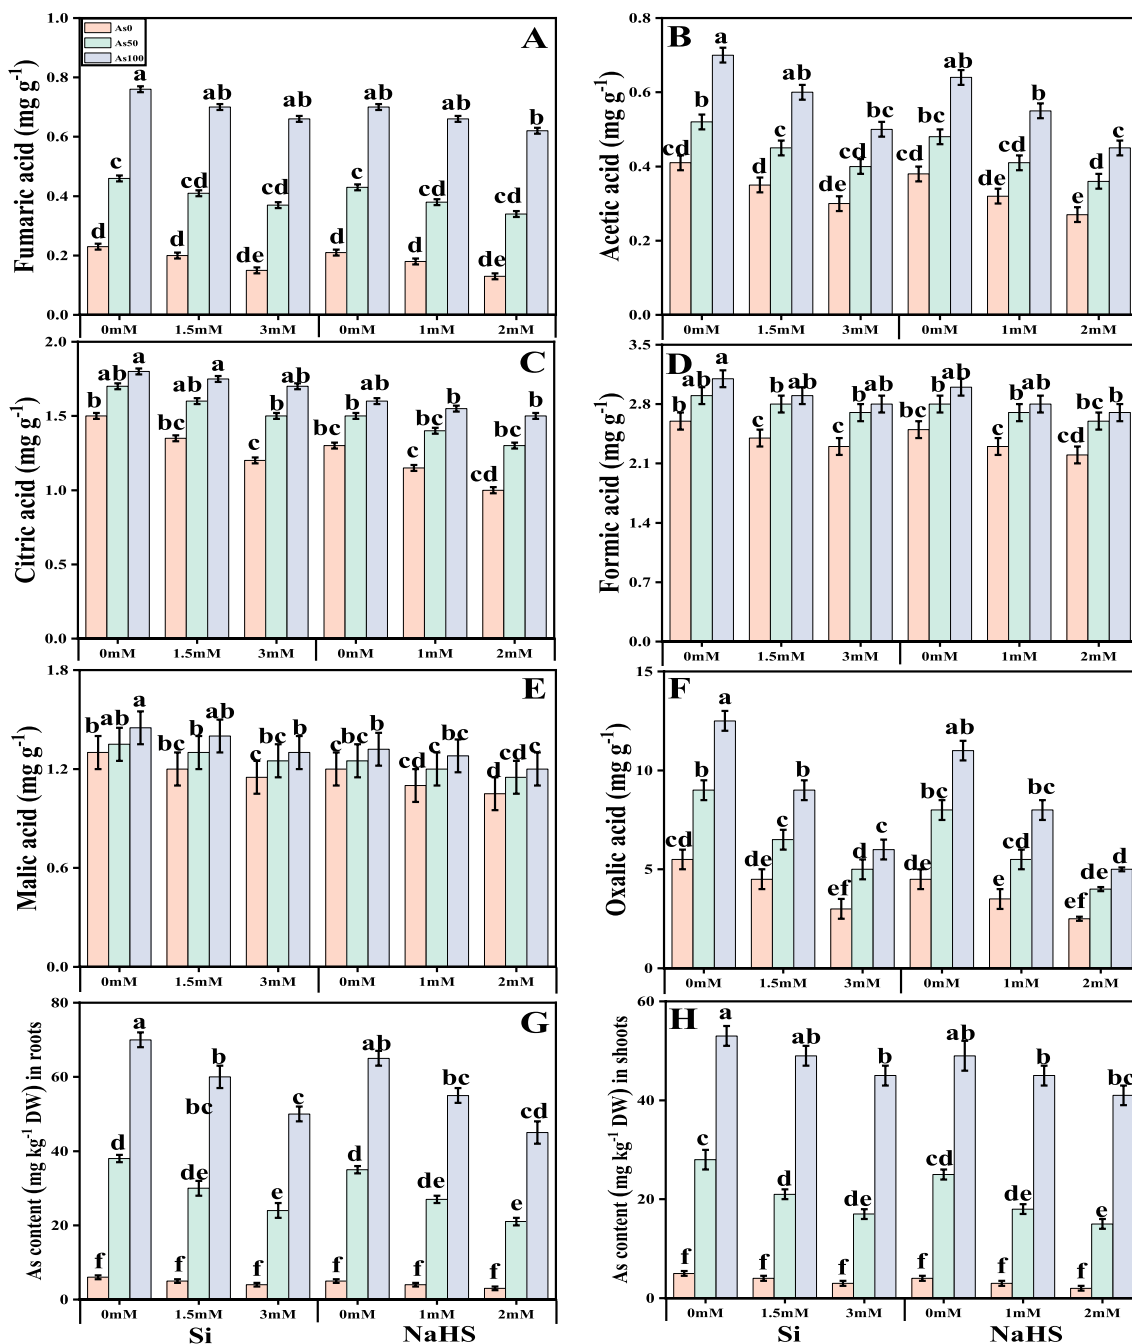 A
As0
As50
As100
Fumaric acid (mg g-1)
1.0
0.8
0.6
0.4
0.2
0.0
d c a
d cd ab
de cd ab
d c ab
d cd ab
d cd b
0mM 1.5mM 3mM 0mM 1mM 2mM
B
Acetic acid (mg g-1)
0.8
0.6
0.4
0.2
0.0
cd b a
d c ab
de cd bc
cd bc ab
de cd b
e d c
0mM 1.5mM 3mM 0mM 1mM 2mM
C
Citric acid (mg g-1)
2.0
1.5
1.0
0.5
0.0
b ab a
bc ab a
c b ab
bc b ab
c bc b
cd bc b
0mM 1.5mM 3mM 0mM 1mM 2mM
D
Formic acid (mg g-1)
3.5
2.8
2.1
1.4
0.7
0.0
b ab a
c b ab
c b ab
bc b ab
c b ab
cd bc b
0mM 1.5mM 3mM 0mM 1mM 2mM
E
Malic acid (mg g-1)
1.8
1.2
0.6
0.0
b ab a
bc b ab
c bc b
c bc b
cd c bc
d cd c
0mM 1.5mM 3mM 0mM 1mM 2mM
F
Oxalic acid (mg g-1)
15
10
5
0
cd b a
de c b
ef d c
de bc ab
e cd bc
ef de d
0mM 1.5mM 3mM 0mM 1mM 2mM
G
As content (mg kg-1 DW) in roots
80
60
40
20
0
f d a
f de bc b
f e c
f d ab
f de bc
f e cd
0mM 1.5mM 3mM 0mM 1mM 2mM
Si NaHS
H
As content (mg kg-1 DW) in shoots
60
40
20
0
f c a
f d ab
f de b
f cd ab
f de b
f e bc
0mM 1.5mM 3mM 0mM 1mM 2mM
Si NaHS